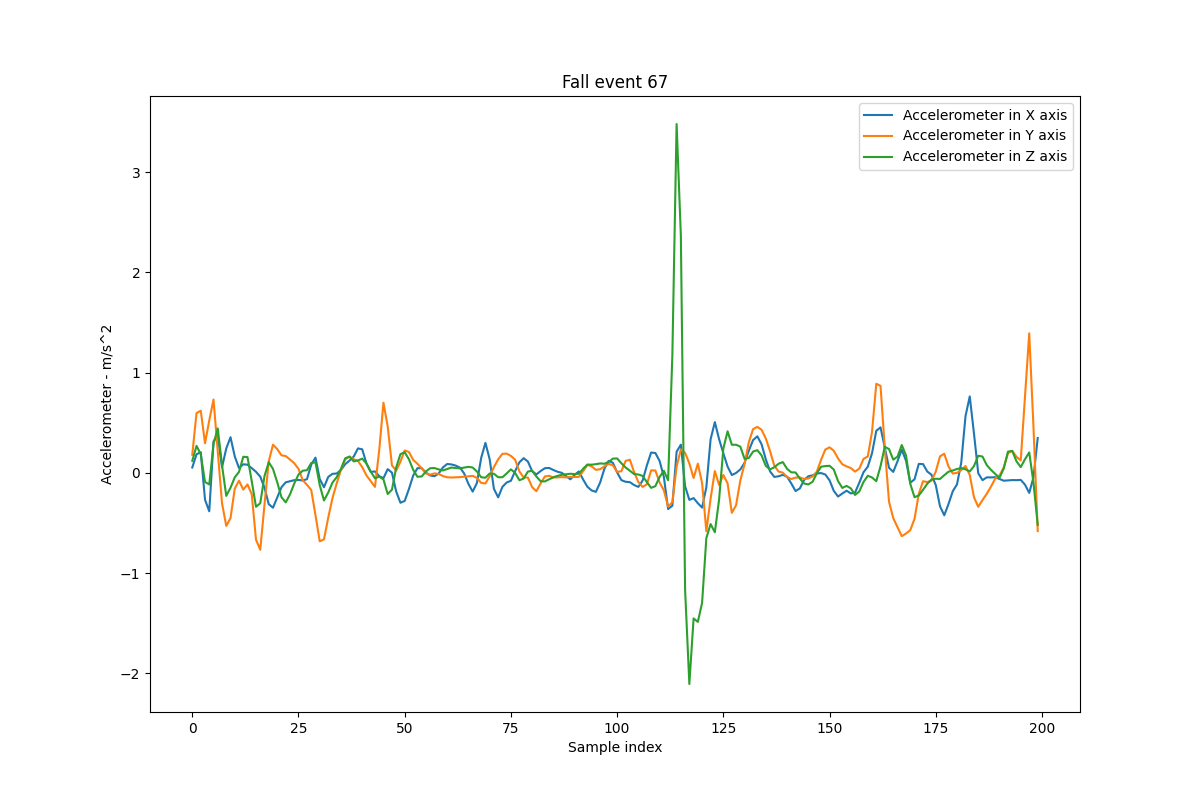 Fall event 67
Accelerometer in X axis
Accelerometer in Y axis
Accelerometer in Z axis
Accelerometer - m/s^2
3
2
1
0
−1
−2
0 25 50 75 100 125 150 175 200
Sample index